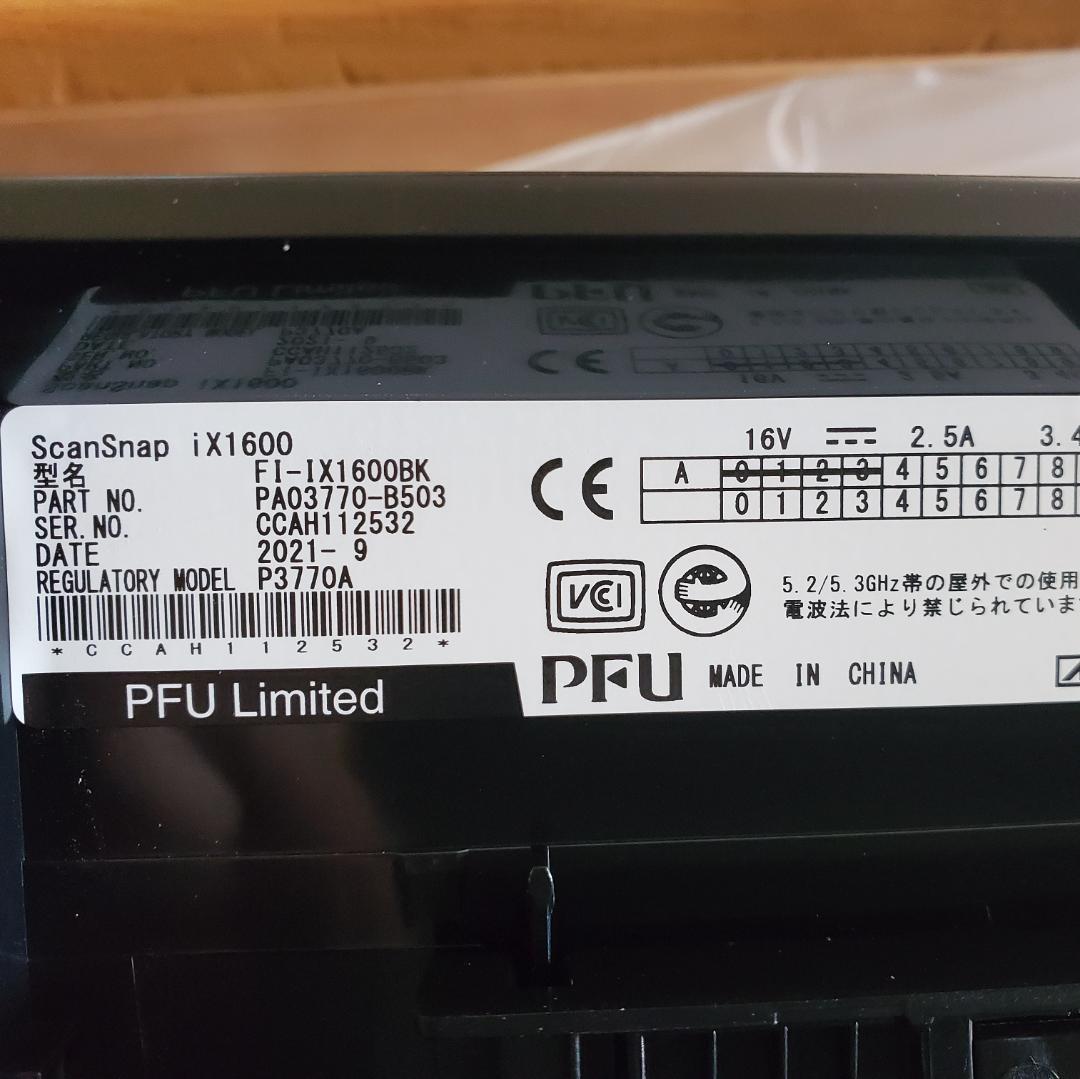 ScanSnap iX1600
型名 FI-IX1600BK
PART NO. PA03770-B503
SER.NO. CCAH112532
DATE 2021- 9
REGULATORY MODEL P3770A
*CCAH112532*
PFU Limited
16V ⎓ 2.5A 3.4
A 0 1 2 3 4 5 6 7 8
0 1 2 3 4 5 6 7 8
CE
VCI
e
5.2/5.3GHz帯の屋外での使用
電波法により禁じられていま
PFU MADE IN CHINA